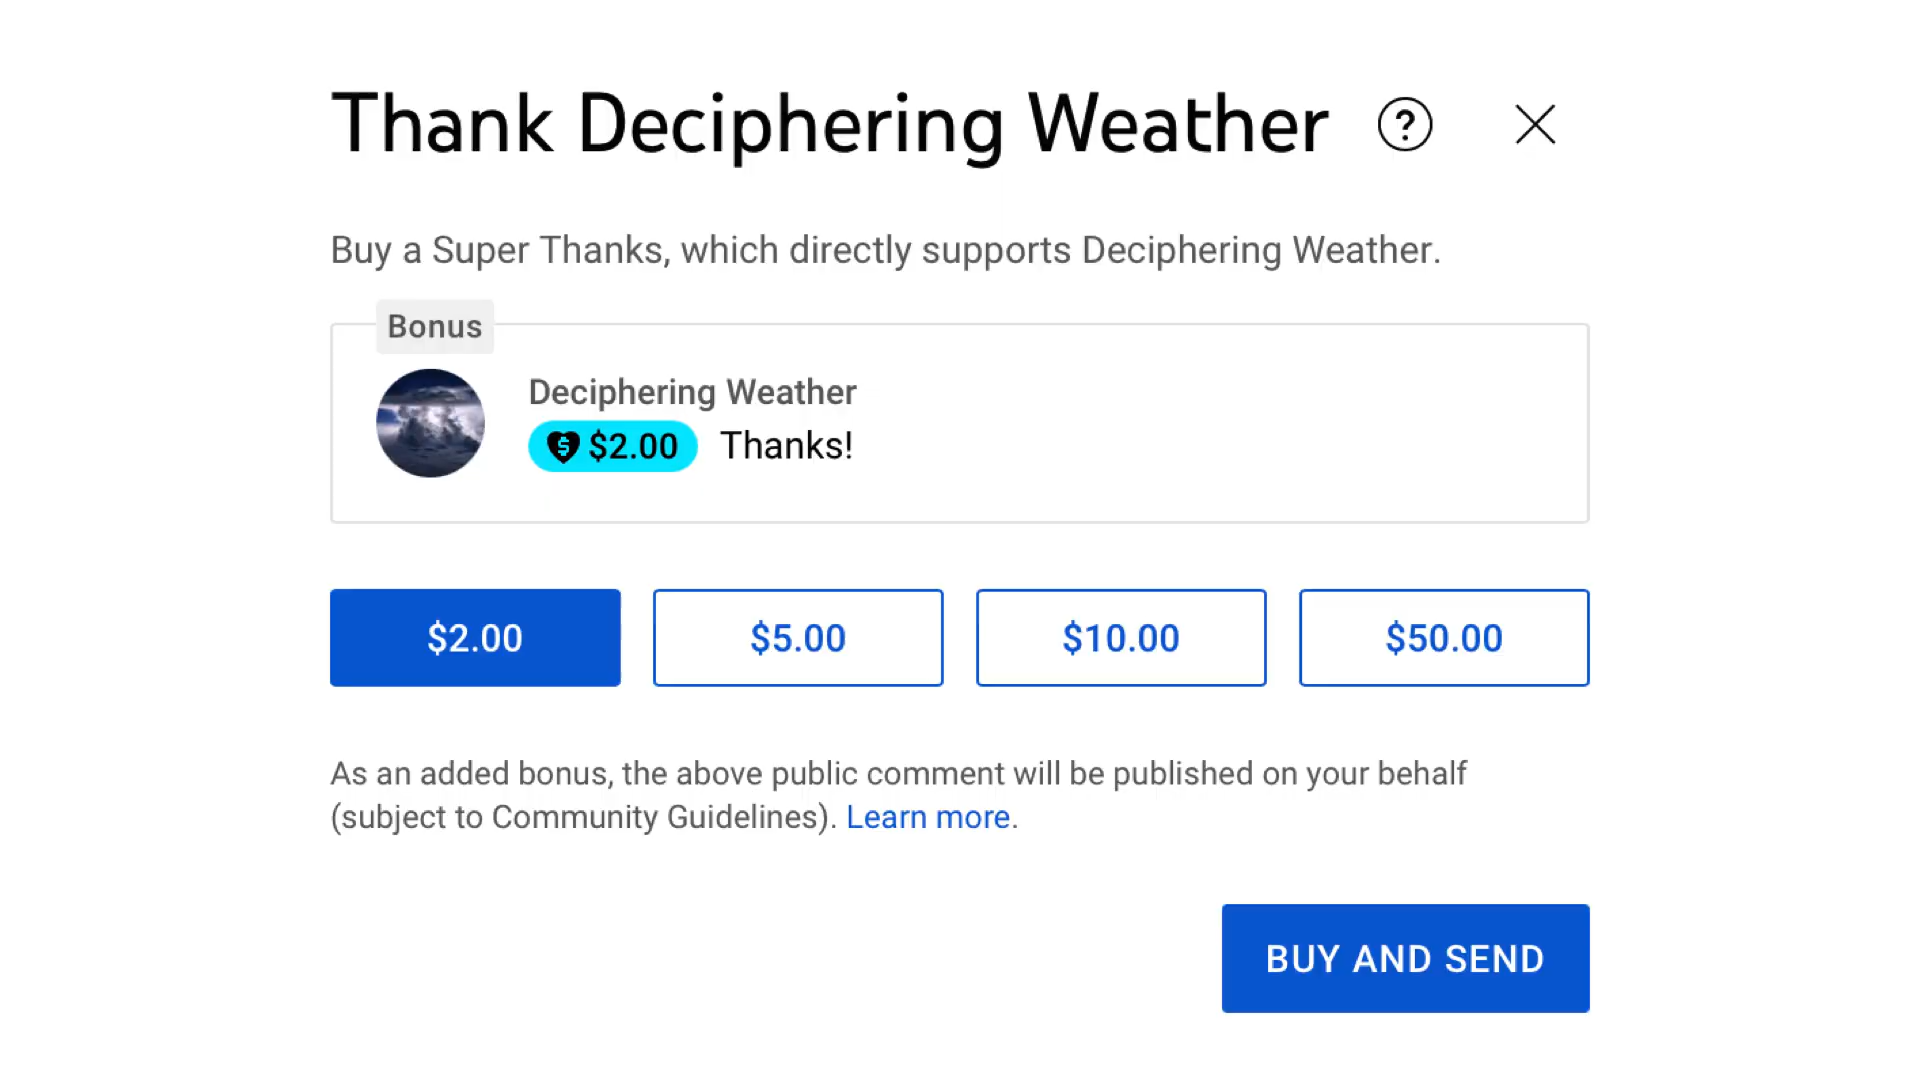 Thank Deciphering Weather ?
Buy a Super Thanks, which directly supports Deciphering Weather.
Bonus
Deciphering Weather
$ $2.00 Thanks!
$2.00 $5.00 $10.00 $50.00
As an added bonus, the above public comment will be published on your behalf
(subject to Community Guidelines). Learn more.
BUY AND SEND